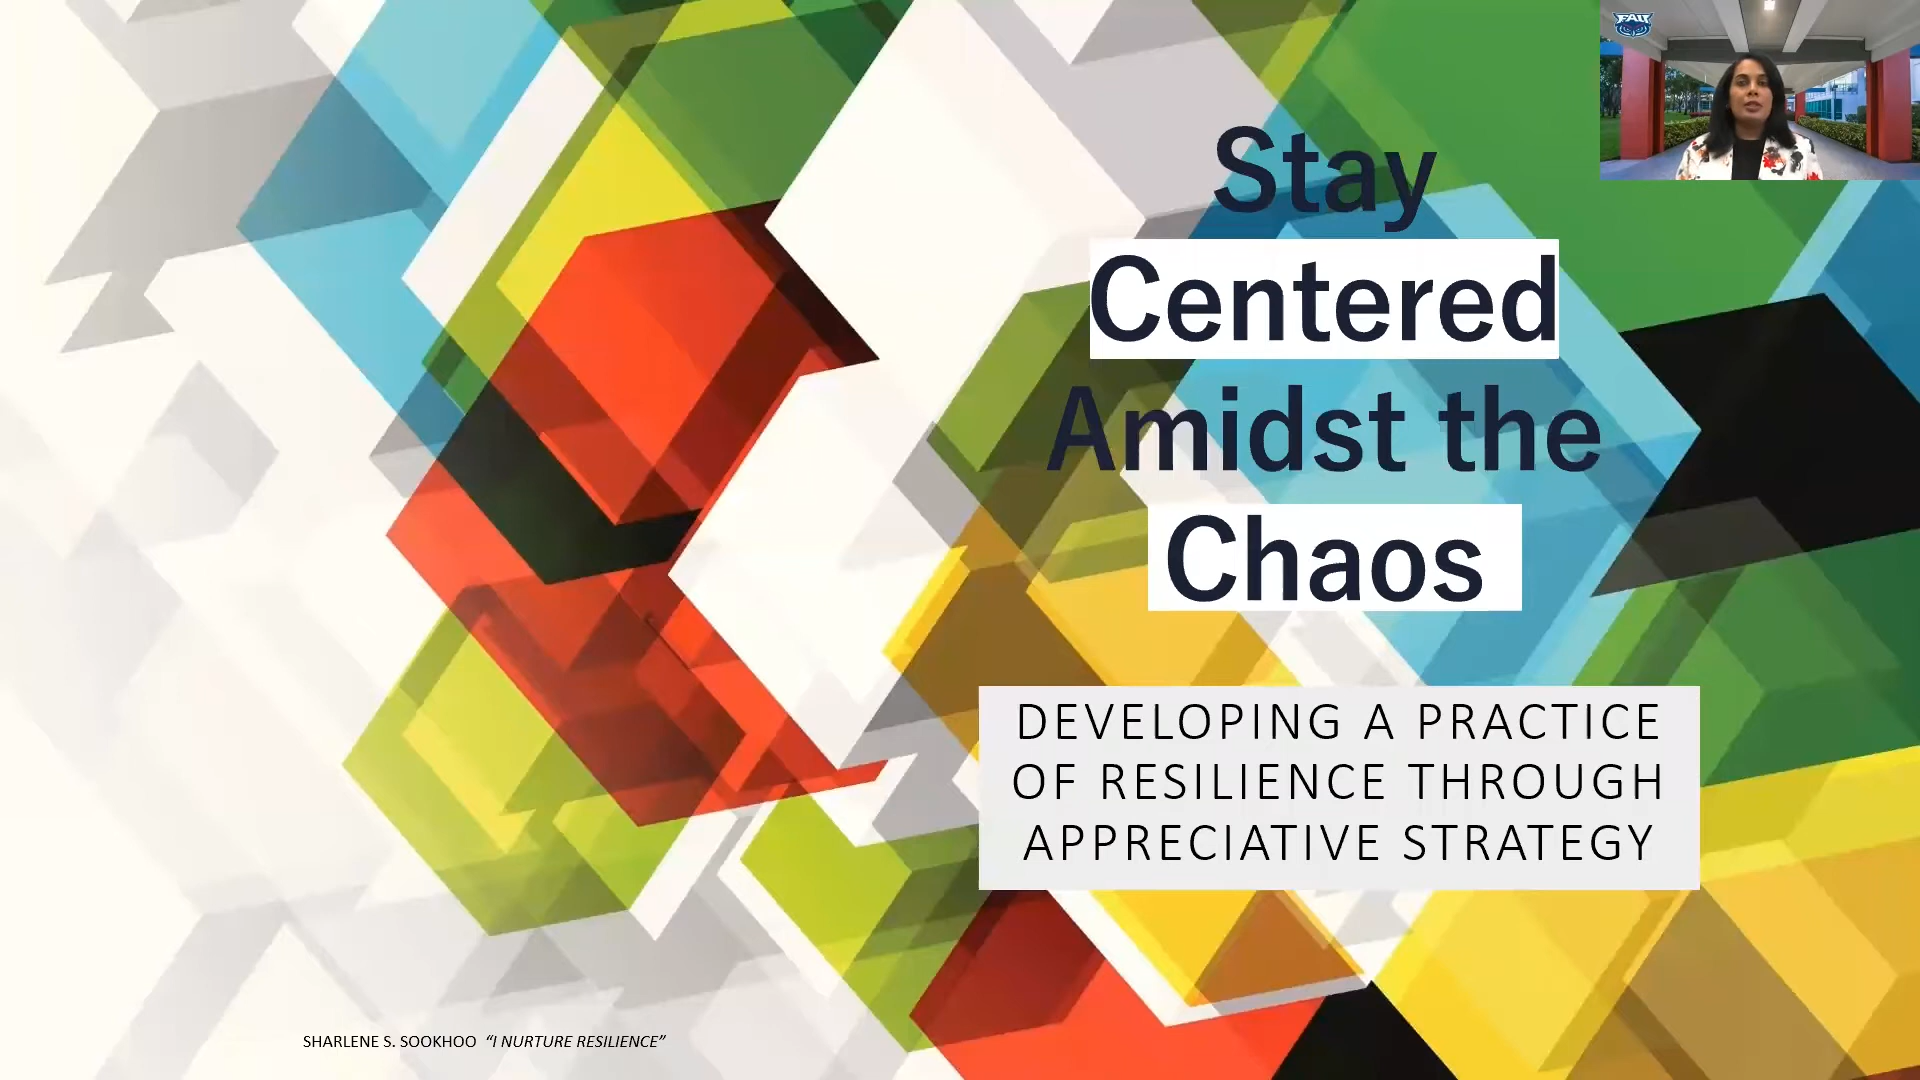 FAU
Stay
Centered
Amidst the
Chaos
DEVELOPING A PRACTICE
OF RESILIENCE THROUGH
APPRECIATIVE STRATEGY
SHARLENE S. SOOKHOO "I NURTURE RESILIENCE"